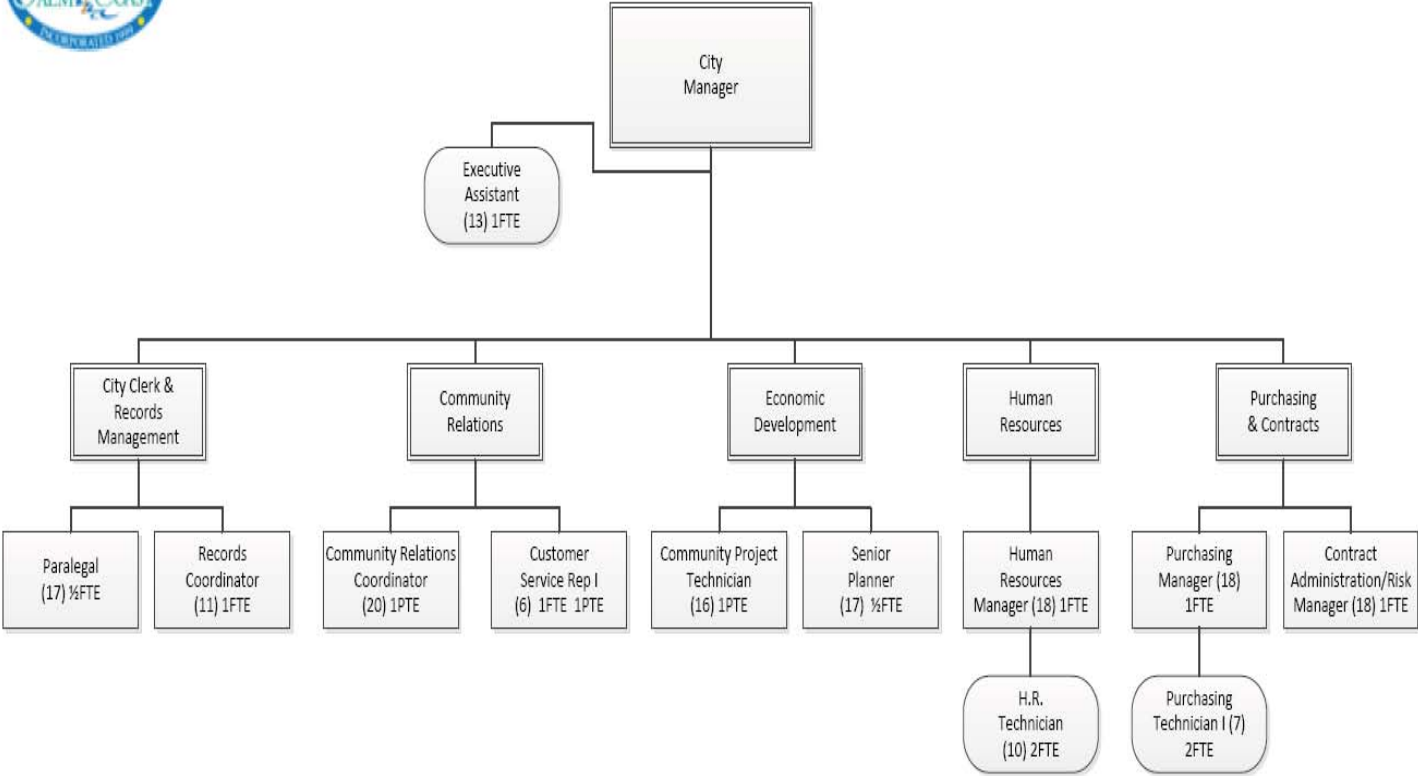 PALM COAST
INCORPORATED 1999
City
Manager
Executive
Assistant
(13) 1FTE
City Clerk &
Records
Management
Community
Relations
Economic
Development
Human
Resources
Purchasing
& Contracts
Paralegal
(17) ½FTE
Records
Coordinator
(11) 1FTE
Community Relations
Coordinator
(20) 1PTE
Customer
Service Rep I
(6) 1FTE 1PTE
Community Project
Technician
(16) 1PTE
Senior
Planner
(17) ½FTE
Human
Resources
Manager (18) 1FTE
Purchasing
Manager (18)
1FTE
Contract
Administration/Risk
Manager (18) 1FTE
H.R.
Technician
(10) 2FTE
Purchasing
Technician I (7)
2FTE